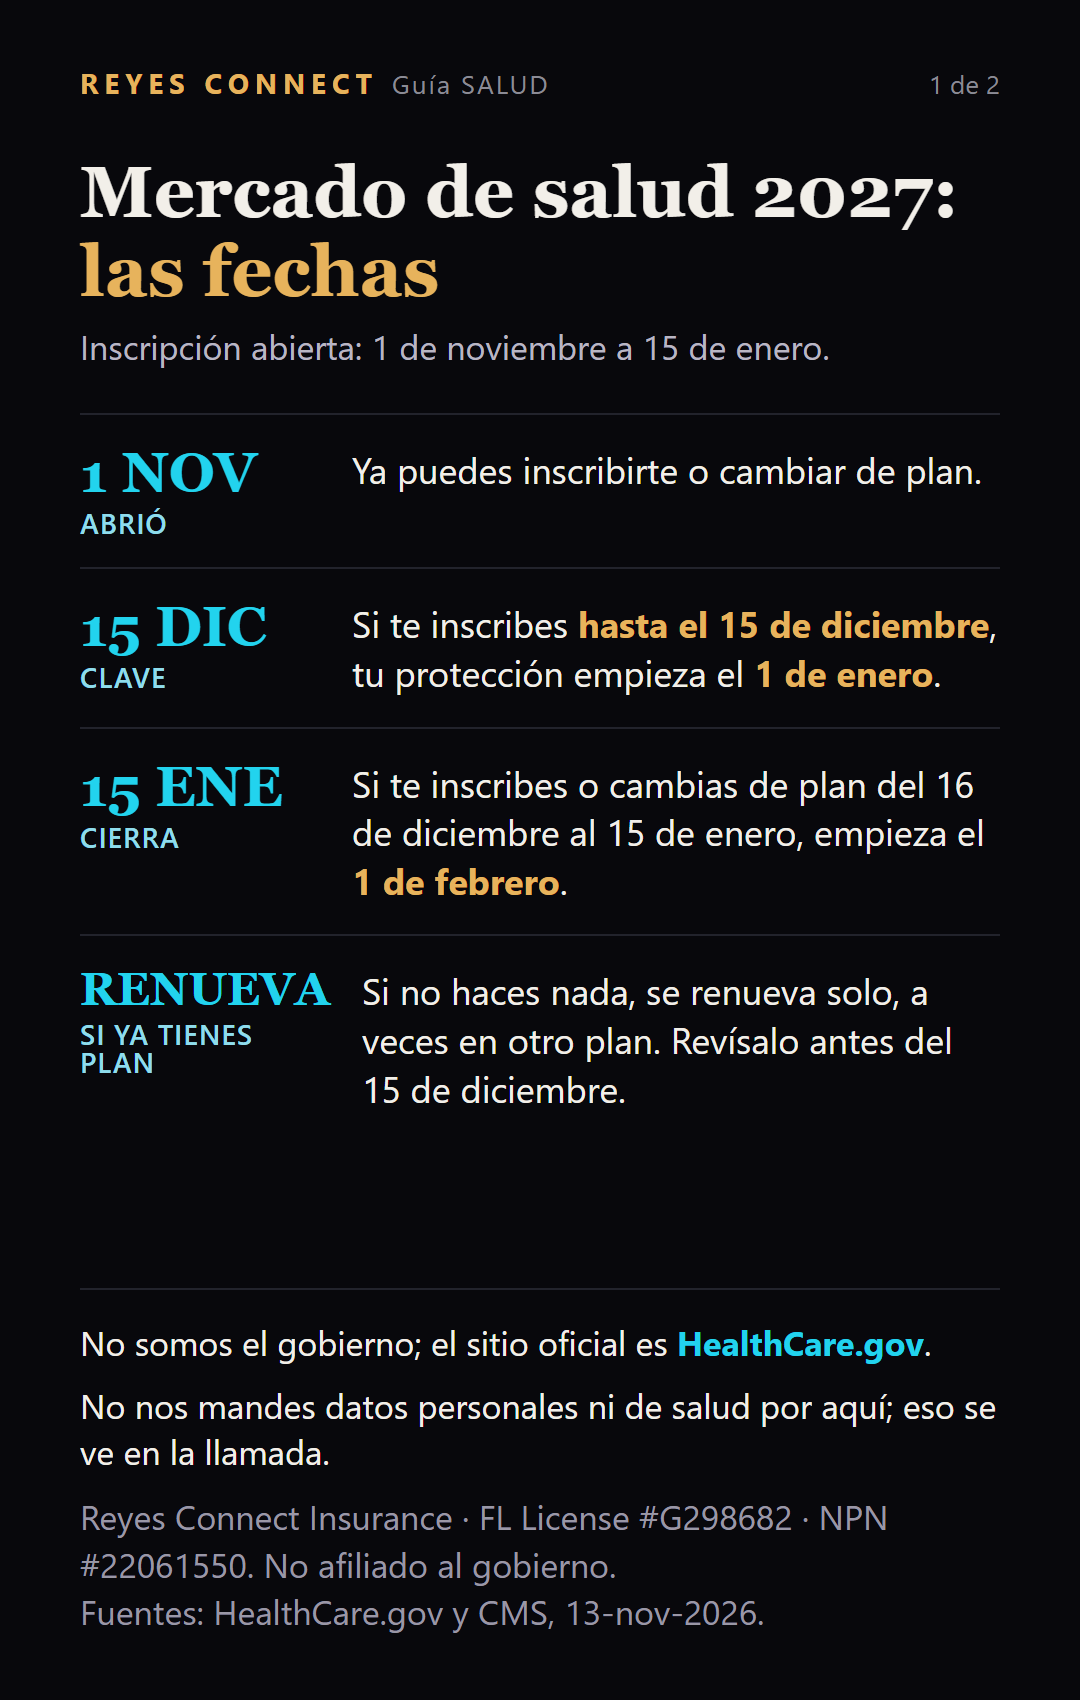 REYES CONNECT Guía SALUD
1 de 2
Mercado de salud 2027:
las fechas
Inscripción abierta: 1 de noviembre a 15 de enero.
1 NOV
ABRIÓ
Ya puedes inscribirte o cambiar de plan.
15 DIC
CLAVE
Si te inscribes hasta el 15 de diciembre,
tu protección empieza el 1 de enero.
15 ENE
CIERRA
Si te inscribes o cambias de plan del 16
de diciembre al 15 de enero, empieza el
1 de febrero.
RENUEVA
SI YA TIENES
PLAN
Si no haces nada, se renueva solo, a
veces en otro plan. Revísalo antes del
15 de diciembre.
No somos el gobierno; el sitio oficial es HealthCare.gov.
No nos mandes datos personales ni de salud por aquí; eso se
ve en la llamada.
Reyes Connect Insurance · FL License #G298682 · NPN
#22061550. No afiliado al gobierno.
Fuentes: HealthCare.gov y CMS, 13-nov-2026.